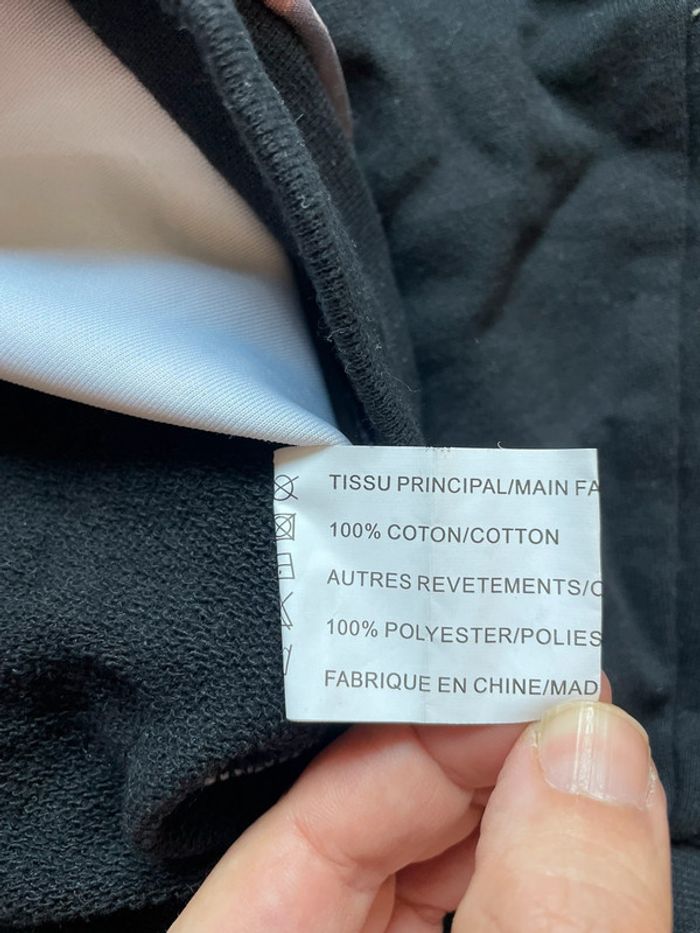 TISSU PRINCIPAL/MAIN FA
100% COTON/COTTON
AUTRES REVETEMENTS/C
100% POLYESTER/POLIES
FABRIQUE EN CHINE/MAD